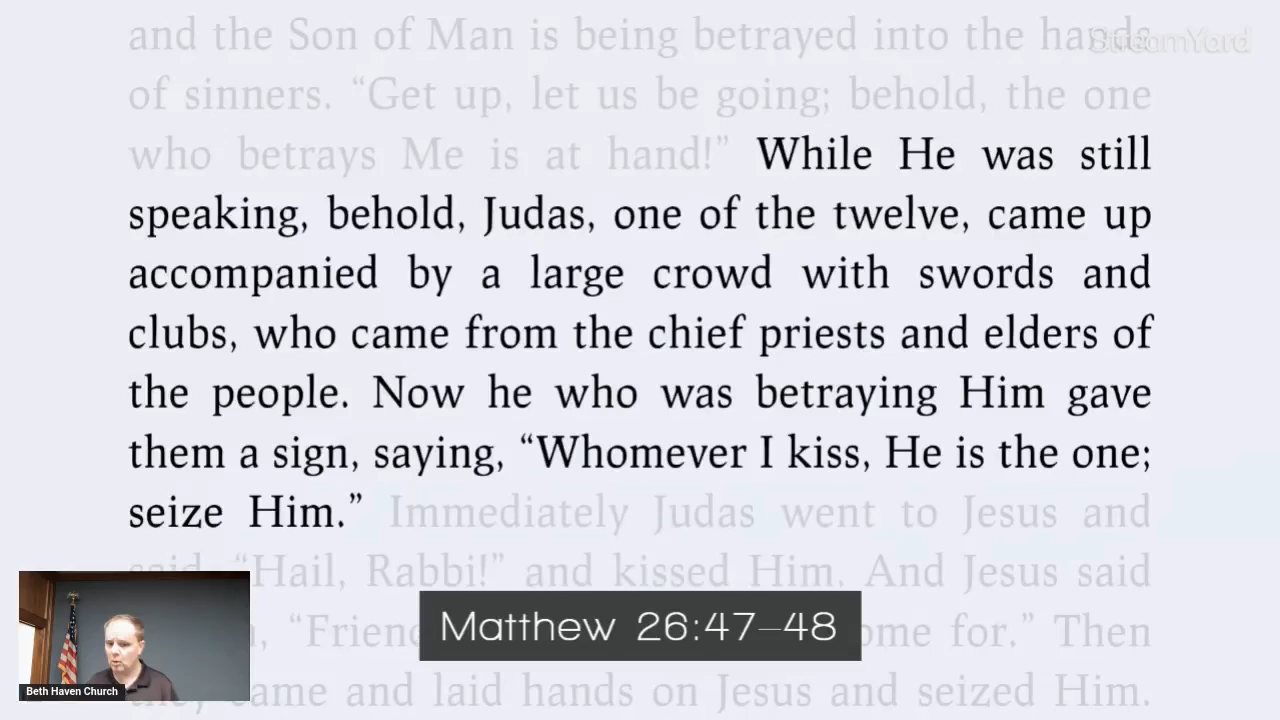 and the Son of Man is being betrayed into the hands
StreamYard
of sinners. “Get up, let us be going; behold, the one
who betrays Me is at hand!” While He was still
speaking, behold, Judas, one of the twelve, came up
accompanied by a large crowd with swords and
clubs, who came from the chief priests and elders of
the people. Now he who was betraying Him gave
them a sign, saying, “Whomever I kiss, He is the one;
seize Him.” Immediately Judas went to Jesus and
said, “Hail, Rabbi!” and kissed Him. And Jesus said
“Frien ome for.” Then
Matthew 26:47–48
they came and laid hands on Jesus and seized Him.
Beth Haven Church